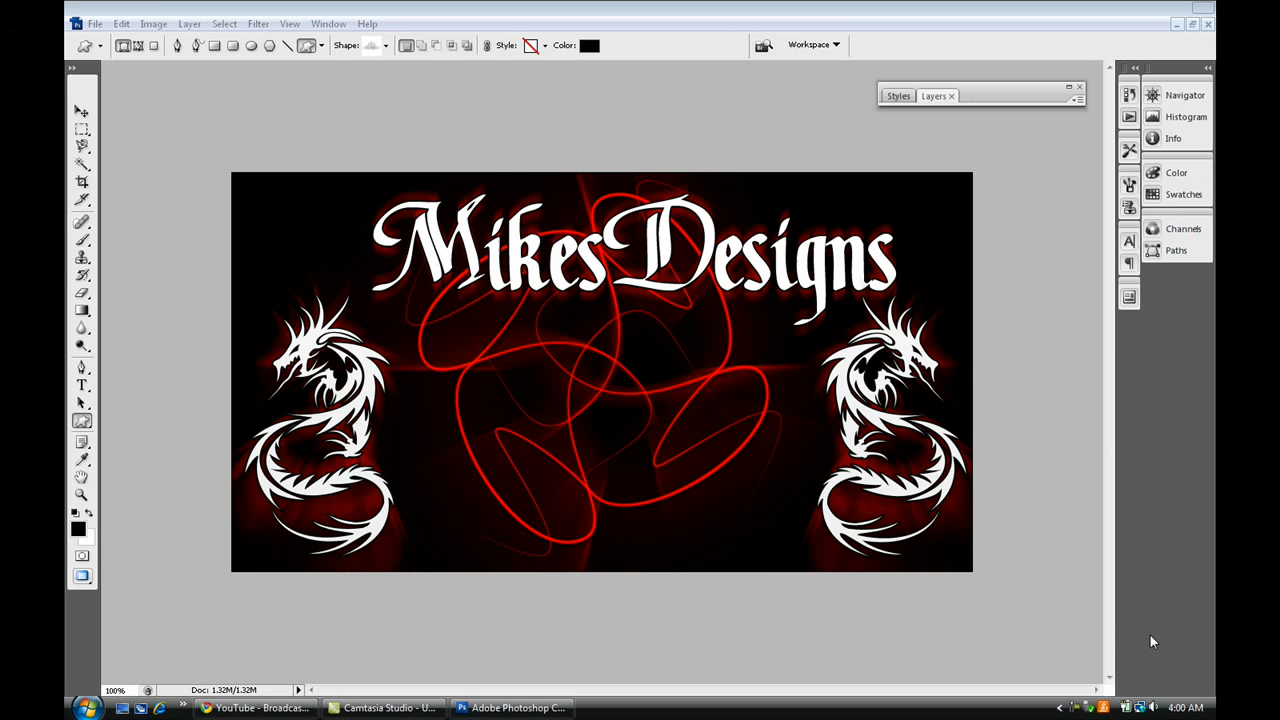 Ps File Edit Image Layer Select Filter View Window Help
Shape: Style: Color: Workspace
Styles Layers
Navigator
Histogram
Info
Color
Swatches
Channels
Paths
MikesDesigns
100% Doc: 1.32M/1.32M
YouTube - Broadcas... Camtasia Studio - U... Ps Adobe Photoshop C... 4:00 AM